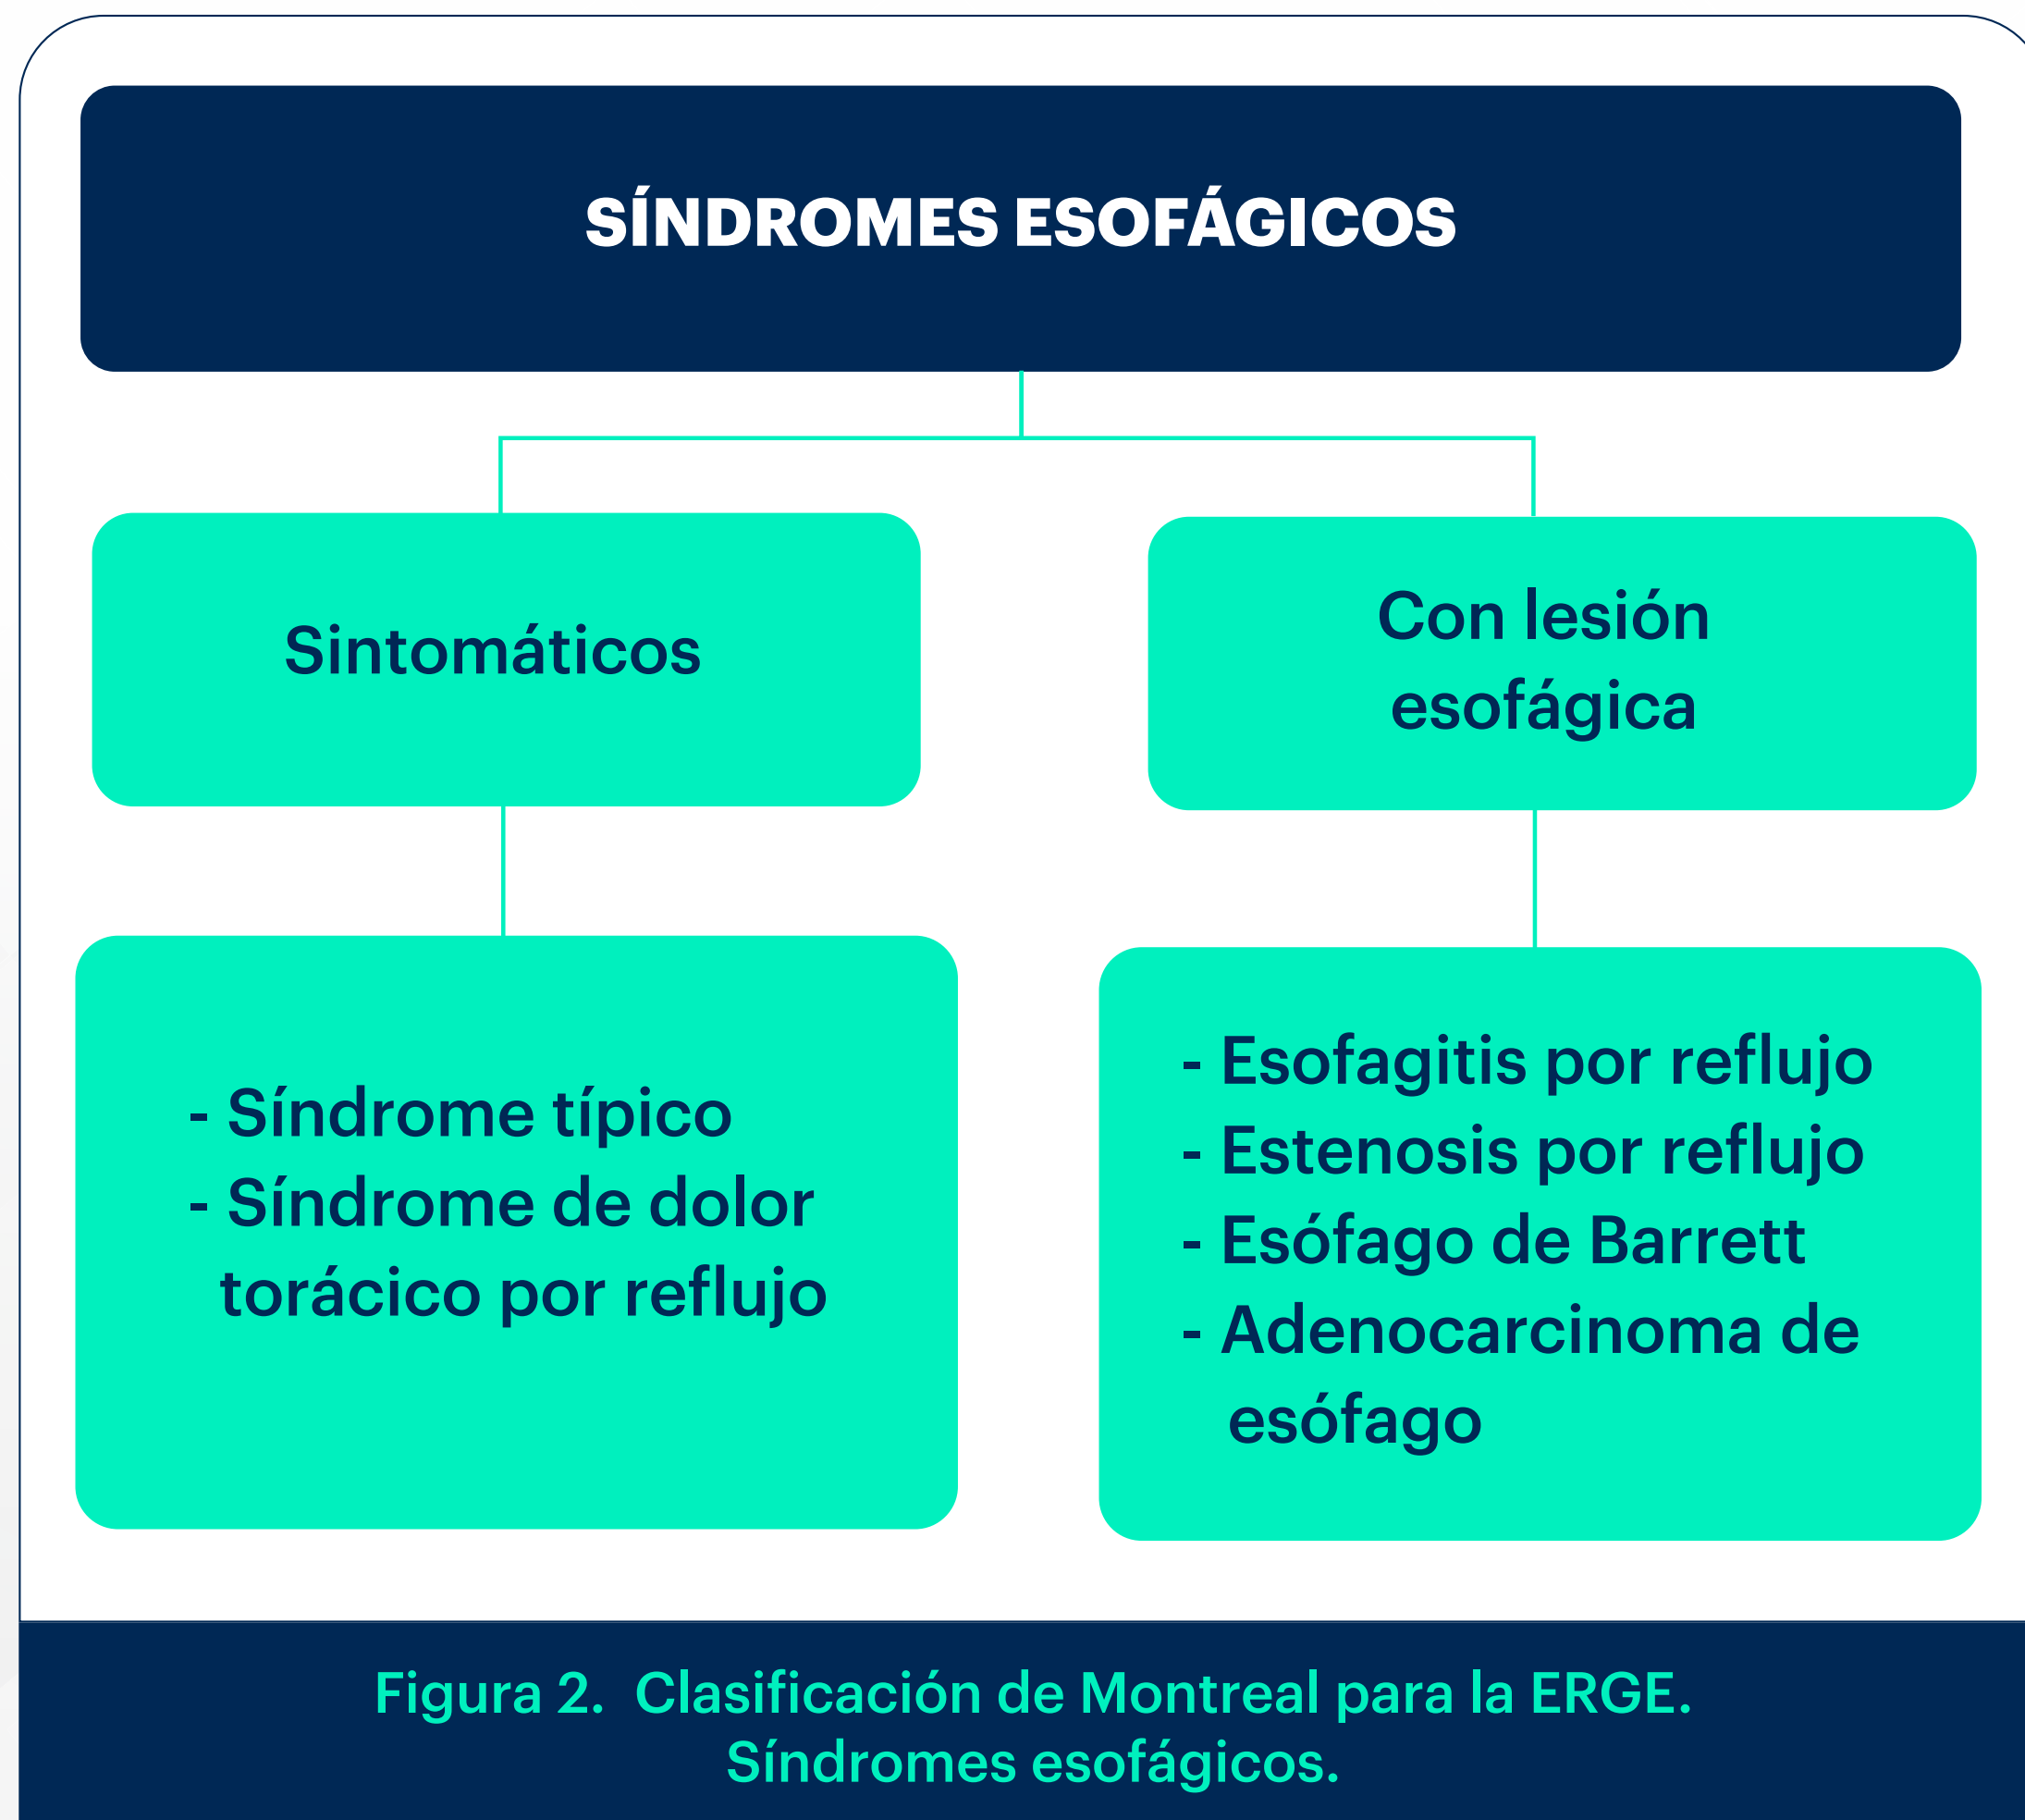 SÍNDROMES ESOFÁGICOS
Sintomáticos
Con lesión
esofágica
- Síndrome típico
- Síndrome de dolor
torácico por reflujo
- Esofagitis por reflujo
- Estenosis por reflujo
- Esófago de Barrett
- Adenocarcinoma de
esófago
Figura 2. Clasificación de Montreal para la ERGE.
Síndromes esofágicos.